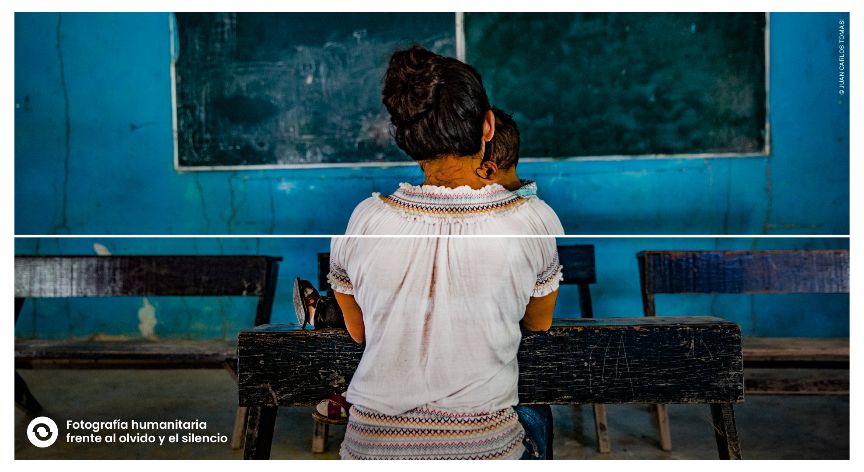 © JUAN CARLOS TOMASI
Fotografía humanitaria
frente al olvido y el silencio